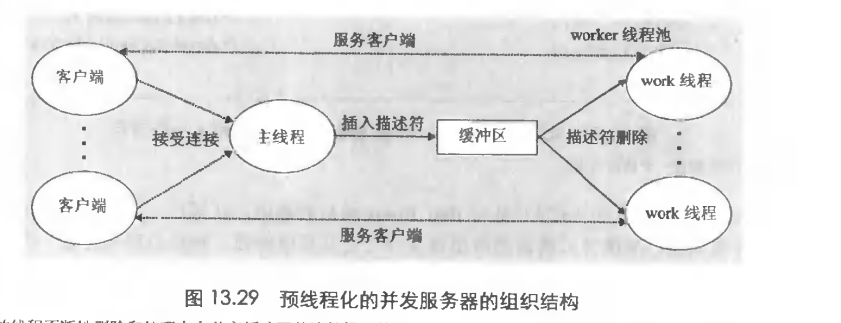 服务客户端
worker 线程池
客户端
work 线程
接受连接
主线程
插入描述符
缓冲区
描述符删除
客户端
work 线程
服务客户端
图 13.29 预线程化的并发服务器的组织结构